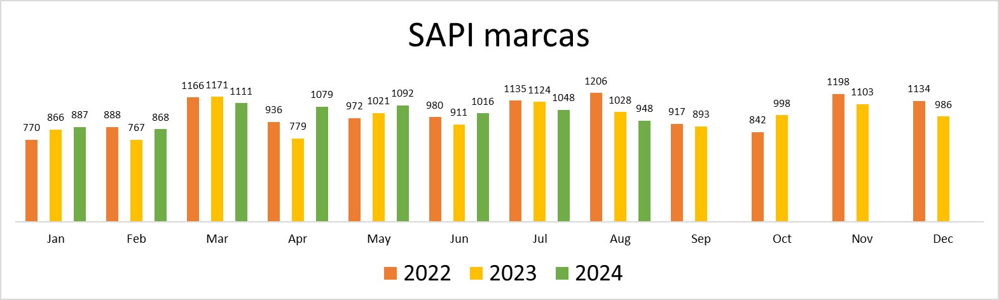 SAPI marcas
770 866 887
888 767 868
1166 1171 1111
936 779 1079
972 1021 1092
980 911 1016
1135 1124 1048
1206 1028 948
917 893
842 998
1198 1103
1134 986
Jan Feb Mar Apr May Jun Jul Aug Sep Oct Nov Dec
2022 2023 2024